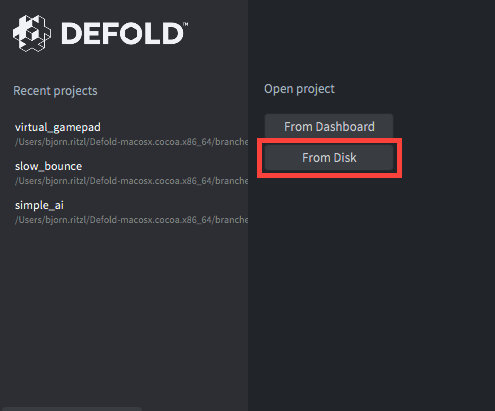 DEFOLD™
Recent projects
virtual_gamepad
/Users/bjorn.ritzl/Defold-macosx.cocoa.x86_64/branche
slow_bounce
/Users/bjorn.ritzl/Defold-macosx.cocoa.x86_64/branche
simple_ai
/Users/bjorn.ritzl/Defold-macosx.cocoa.x86_64/branche
Open project
From Dashboard
From Disk